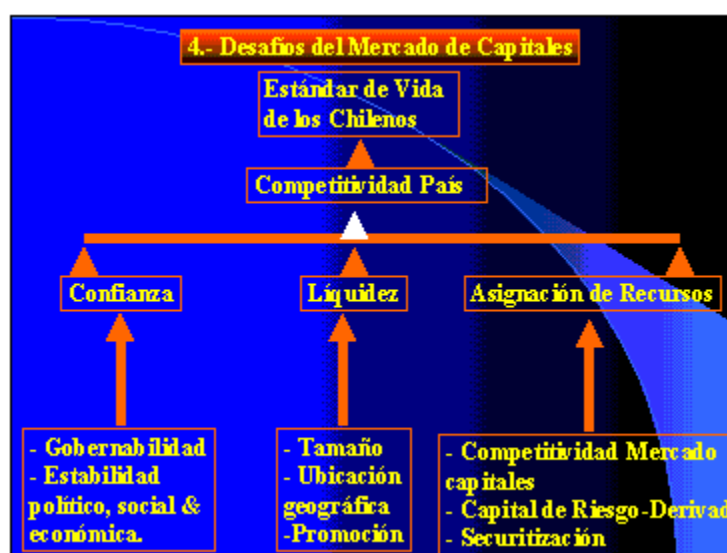 4.- Desafíos del Mercado de Capitales
Estándar de Vida
de los Chilenos
Competitividad País
Confianza
Líquidez
Asignación de Recursos
- Gobernabilidad
- Estabilidad
político, social &
económica.
- Tamaño
- Ubicación
geográfica
-Promoción
- Competitividad Mercado
capitales
- Capital de Riesgo-Derivad
- Securitización